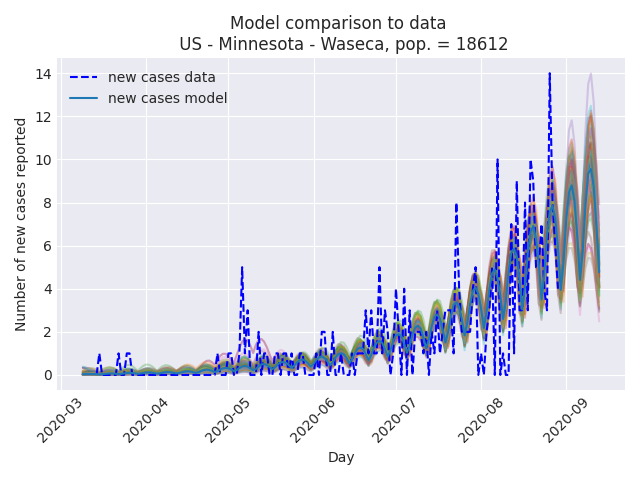 Model comparison to data
US - Minnesota - Waseca, pop. = 18612
new cases data
new cases model
Number of new cases reported
14
12
10
8
6
4
2
0
2020-03
2020-04
2020-05
2020-06
2020-07
2020-08
2020-09
Day